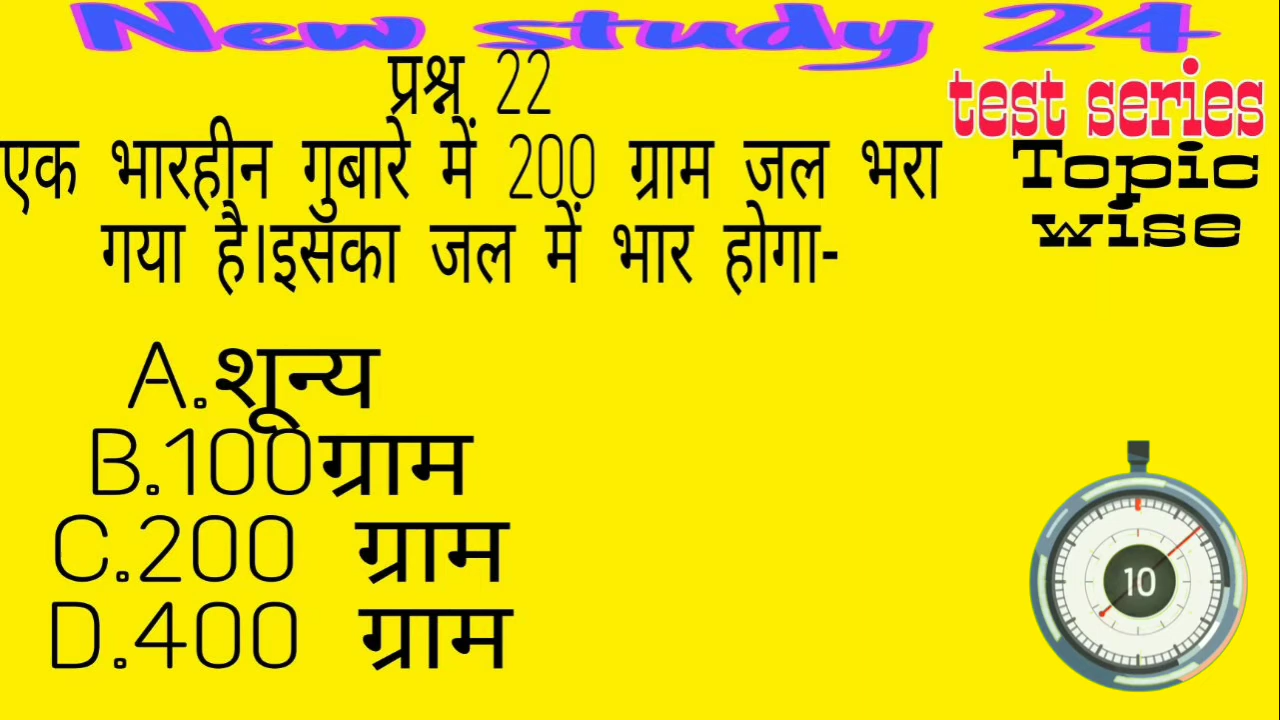 New study 24
test series
Topic
wise
प्रश्न 22
एक भारहीन गुबारे में 200 ग्राम जल भरा
गया है।इसका जल में भार होगा-
A.शून्य
B.100ग्राम
C.200 ग्राम
D.400 ग्राम
10